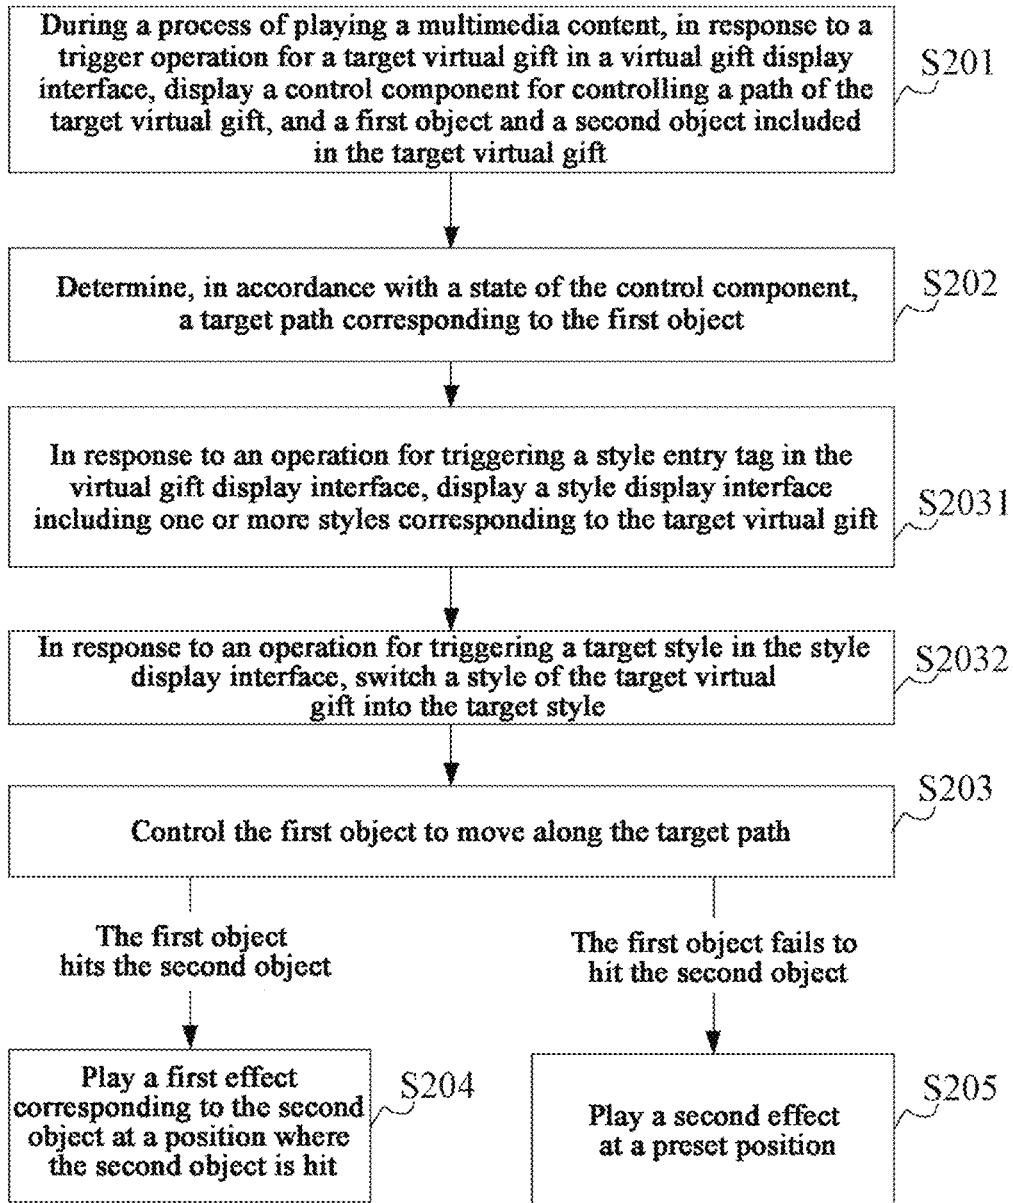 During a process of playing a multimedia content, in response to a
trigger operation for a target virtual gift in a virtual gift display
interface, display a control component for controlling a path of the
target virtual gift, and a first object and a second object included
in the target virtual gift
S201
Determine, in accordance with a state of the control component,
a target path corresponding to the first object
S202
In response to an operation for triggering a style entry tag in the
virtual gift display interface, display a style display interface
including one or more styles corresponding to the target virtual gift
S2031
In response to an operation for triggering a target style in the style
display interface, switch a style of the target virtual
gift into the target style
S2032
Control the first object to move along the target path
S203
The first object
hits the second object
The first object fails to
hit the second object
Play a first effect
corresponding to the second
object at a position where
the second object is hit
S204
Play a second effect
at a preset position
S205